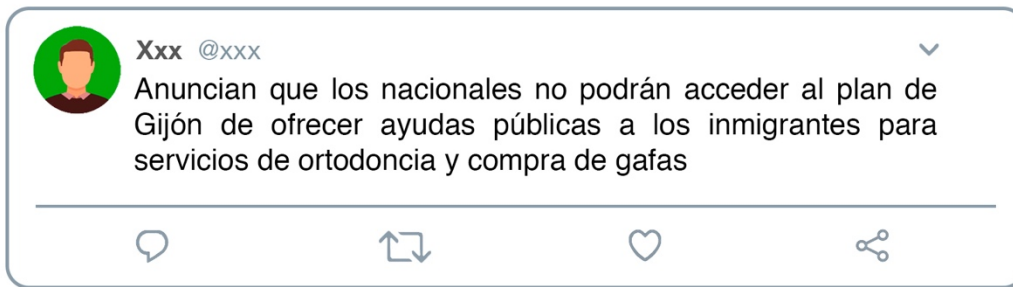 Xxx @xxx
Anuncian que los nacionales no podrán acceder al plan de
Gijón de ofrecer ayudas públicas a los inmigrantes para
servicios de ortodoncia y compra de gafas